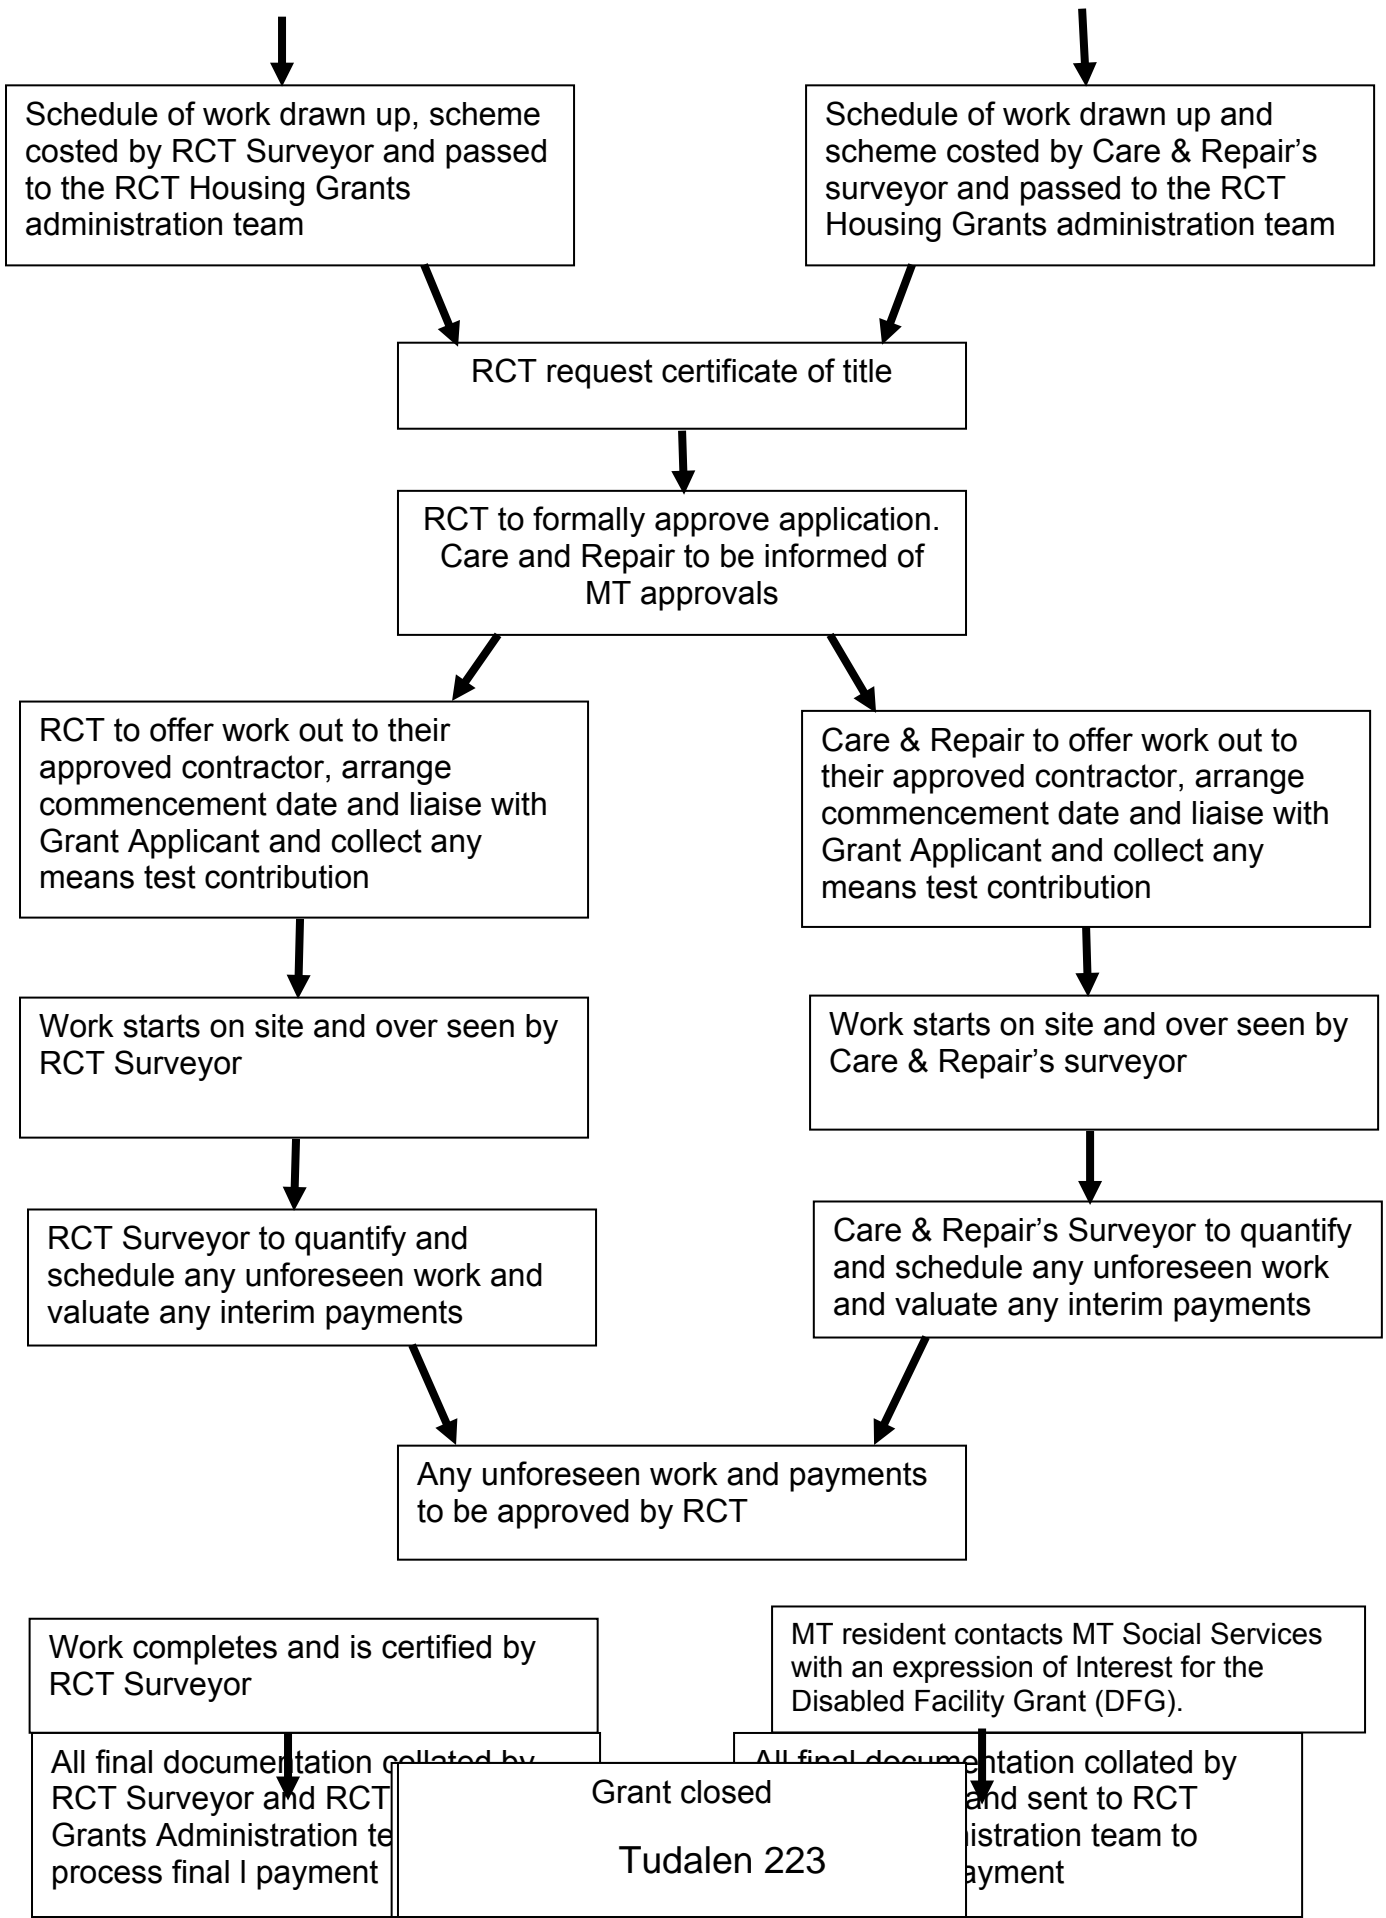 Schedule of work drawn up, scheme
costed by RCT Surveyor and passed
to the RCT Housing Grants
administration team
Schedule of work drawn up and
scheme costed by Care & Repair's
surveyor and passed to the RCT
Housing Grants administration team
RCT request certificate of title
RCT to formally approve application.
Care and Repair to be informed of
MT approvals
RCT to offer work out to their
approved contractor, arrange
commencement date and liaise with
Grant Applicant and collect any
means test contribution
Care & Repair to offer work out to
their approved contractor, arrange
commencement date and liaise with
Grant Applicant and collect any
means test contribution
Work starts on site and over seen by
RCT Surveyor
Work starts on site and over seen by
Care & Repair's surveyor
RCT Surveyor to quantify and
schedule any unforeseen work and
valuate any interim payments
Care & Repair's Surveyor to quantify
and schedule any unforeseen work
and valuate any interim payments
Any unforeseen work and payments
to be approved by RCT
Work completes and is certified by
RCT Surveyor
MT resident contacts MT Social Services
with an expression of Interest for the
Disabled Facility Grant (DFG).
All final documentation collated by
RCT Surveyor and RCT
Grants Administration te
process final l payment
All final documentation collated by
and sent to RCT
istration team to
ayment
Grant closed
Tudalen 223